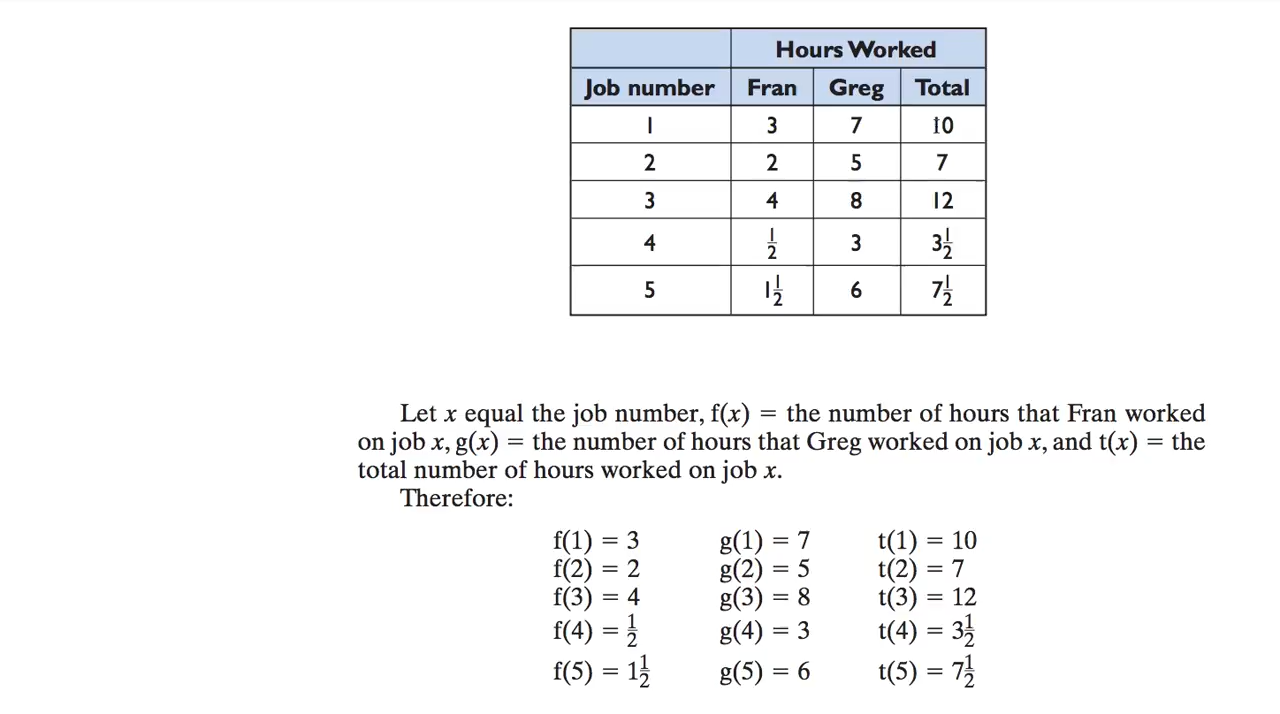 Hours Worked
Job number Fran Greg Total
1 3 7 10
2 2 5 7
3 4 8 12
4 1/2 3 3 1/2
5 1 1/2 6 7 1/2
Let x equal the job number, f(x) = the number of hours that Fran worked
on job x, g(x) = the number of hours that Greg worked on job x, and t(x) = the
total number of hours worked on job x.
Therefore:
f(1) = 3 g(1) = 7 t(1) = 10
f(2) = 2 g(2) = 5 t(2) = 7
f(3) = 4 g(3) = 8 t(3) = 12
f(4) = 1/2 g(4) = 3 t(4) = 3 1/2
f(5) = 1 1/2 g(5) = 6 t(5) = 7 1/2